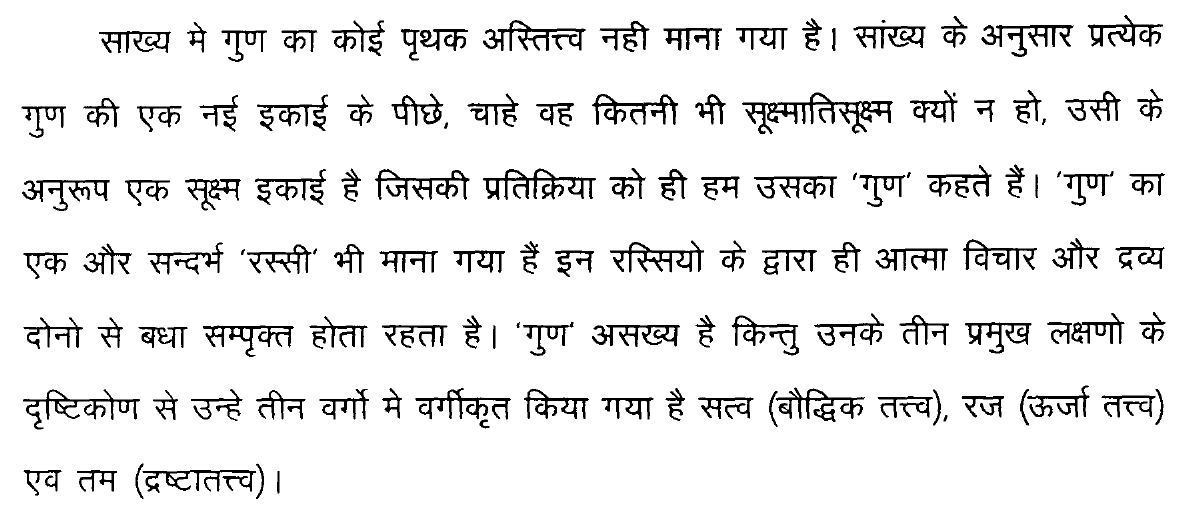 साख्य मे गुण का कोई पृथक अस्तित्त्व नही माना गया है। सांख्य के अनुसार प्रत्येक
गुण की एक नई इकाई के पीछे, चाहे वह कितनी भी सूक्ष्मातिसूक्ष्म क्यों न हो, उसी के
अनुरूप एक सूक्ष्म इकाई है जिसकी प्रतिक्रिया को ही हम उसका 'गुण' कहते हैं। 'गुण' का
एक और सन्दर्भ 'रस्सी' भी माना गया हैं इन रस्सियो के द्वारा ही आत्मा विचार और द्रव्य
दोनो से बधा सम्पृक्त होता रहता है। 'गुण' असख्य है किन्तु उनके तीन प्रमुख लक्षणो के
दृष्टिकोण से उन्हे तीन वर्गो मे वर्गीकृत किया गया है सत्व (बौद्धिक तत्त्व), रज (ऊर्जा तत्त्व)
एव तम (द्रष्टातत्त्व)।